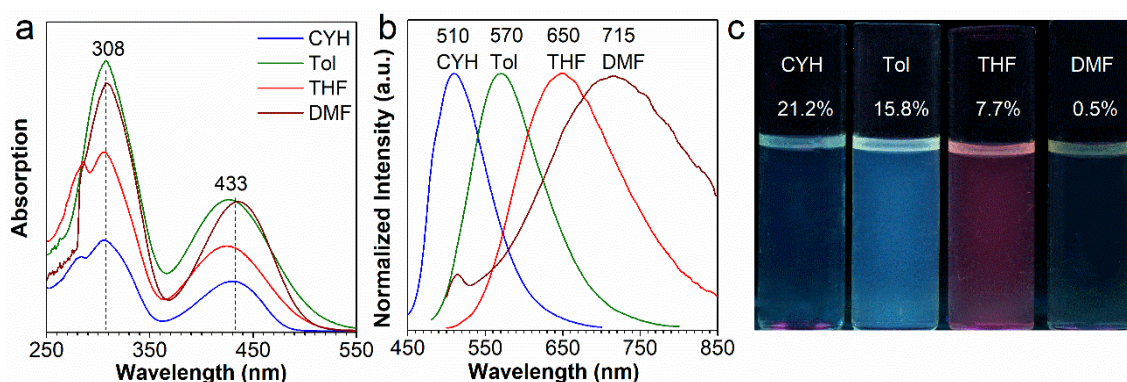 a
308
433
CYH
Tol
THF
DMF
Absorption
250
350
450
550
Wavelength (nm)
b
510 570 650 715
CYH Tol THF DMF
Normalized Intensity (a.u.)
450
550
650
750
850
Wavelength (nm)
c
CYH Tol THF DMF
21.2% 15.8% 7.7% 0.5%